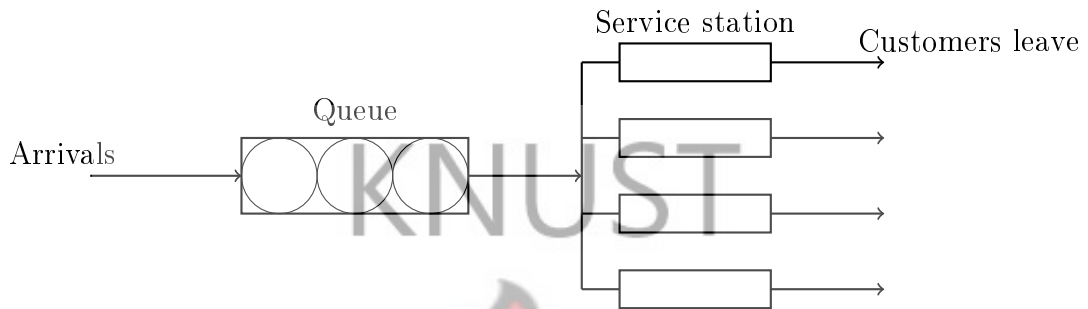 Service station
Customers leave
Queue
Arrivals
KNUST